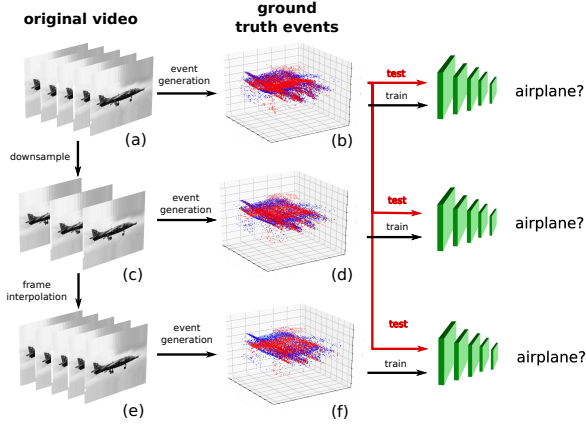 original video
ground
truth events
event
generation
test
train
airplane?
(a)
(b)
downsample
event
generation
test
train
airplane?
(c)
(d)
frame
interpolation
event
generation
test
train
airplane?
(e)
(f)